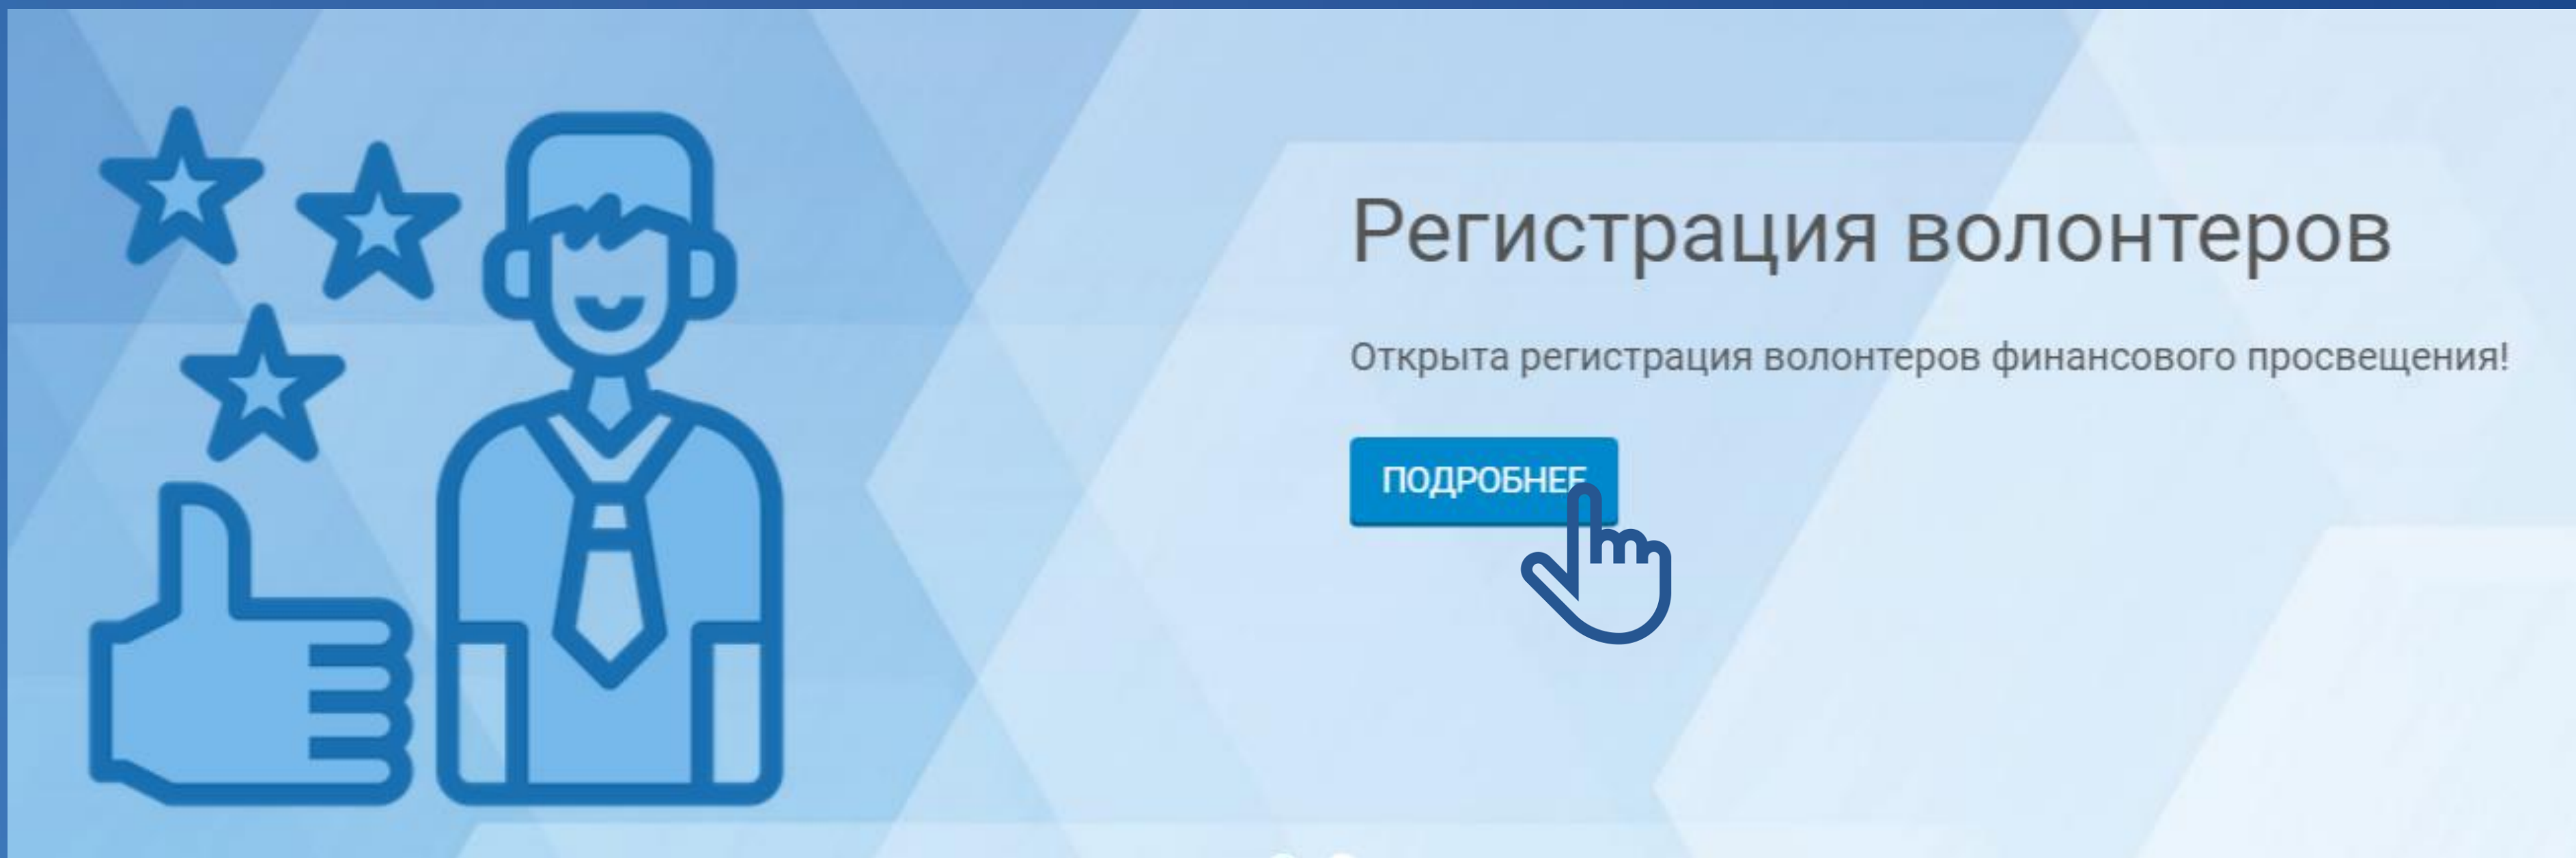 Регистрация волонтеров
Открыта регистрация волонтеров финансового просвещения!
ПОДРОБНЕЕ